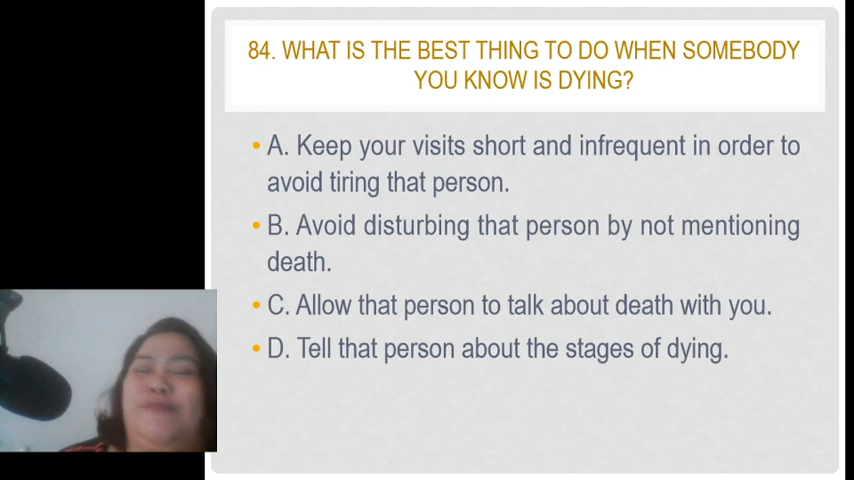 84. WHAT IS THE BEST THING TO DO WHEN SOMEBODY
YOU KNOW IS DYING?
• A. Keep your visits short and infrequent in order to
avoid tiring that person.
• B. Avoid disturbing that person by not mentioning
death.
• C. Allow that person to talk about death with you.
• D. Tell that person about the stages of dying.